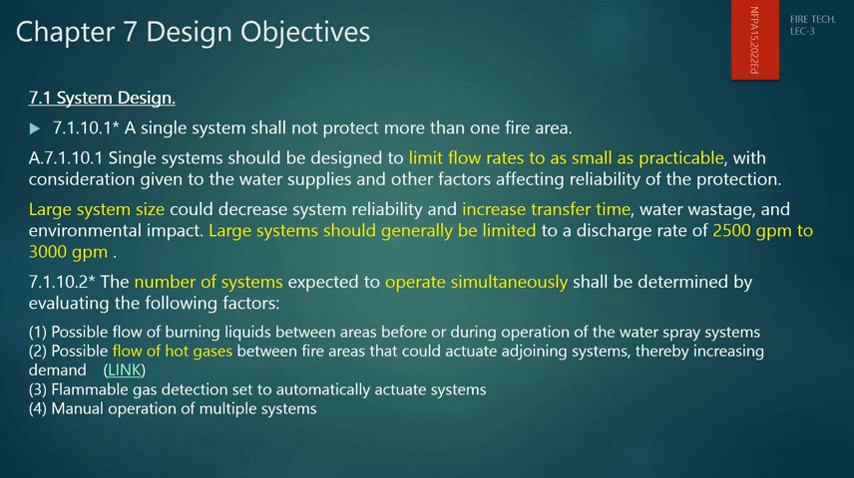 Chapter 7 Design Objectives
NFPA15,2022Ed
FIRE TECH.
LEC-3
7.1 System Design.
7.1.10.1* A single system shall not protect more than one fire area.
A.7.1.10.1 Single systems should be designed to limit flow rates to as small as practicable, with
consideration given to the water supplies and other factors affecting reliability of the protection.
Large system size could decrease system reliability and increase transfer time, water wastage, and
environmental impact. Large systems should generally be limited to a discharge rate of 2500 gpm to
3000 gpm .
7.1.10.2* The number of systems expected to operate simultaneously shall be determined by
evaluating the following factors:
(1) Possible flow of burning liquids between areas before or during operation of the water spray systems
(2) Possible flow of hot gases between fire areas that could actuate adjoining systems, thereby increasing
demand (LINK)
(3) Flammable gas detection set to automatically actuate systems
(4) Manual operation of multiple systems